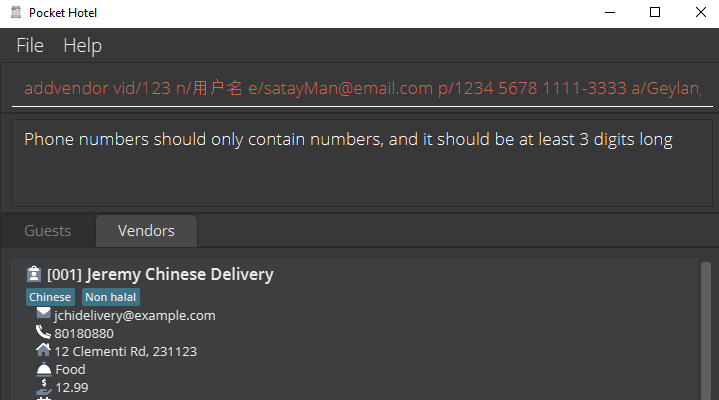 Pocket Hotel
File Help
addvendor vid/123 n/用户名 e/satayMan@email.com p/1234 5678 1111-3333 a/Geylang
Phone numbers should only contain numbers, and it should be at least 3 digits long
Guests Vendors
[001] Jeremy Chinese Delivery
Chinese Non halal
jchidelivery@example.com
80180880
12 Clementi Rd, 231123
Food
12.99